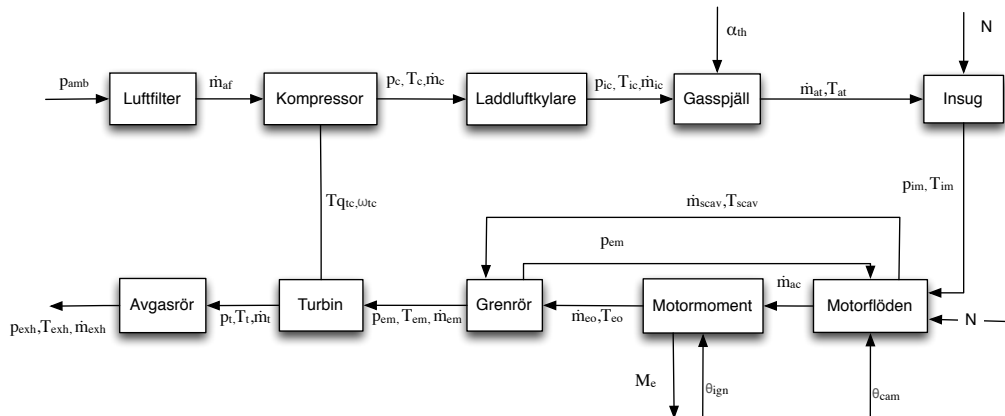 α_th
N
p_amb
Luftfilter
ṁ_af
Kompressor
p_c, T_c, ṁ_c
Laddluftkylare
p_ic, T_ic, ṁ_ic
Gasspjäll
ṁ_at, T_at
Insug
p_im, T_im
Tq_tc, ω_tc
ṁ_scav, T_scav
p_em
p_exh, T_exh, ṁ_exh
Avgasrör
p_t, T_t, ṁ_t
Turbin
p_em, T_em, ṁ_em
Grenrör
ṁ_eo, T_eo
Motormoment
ṁ_ac
Motorflöden
N
M_e
θ_ign
θ_cam